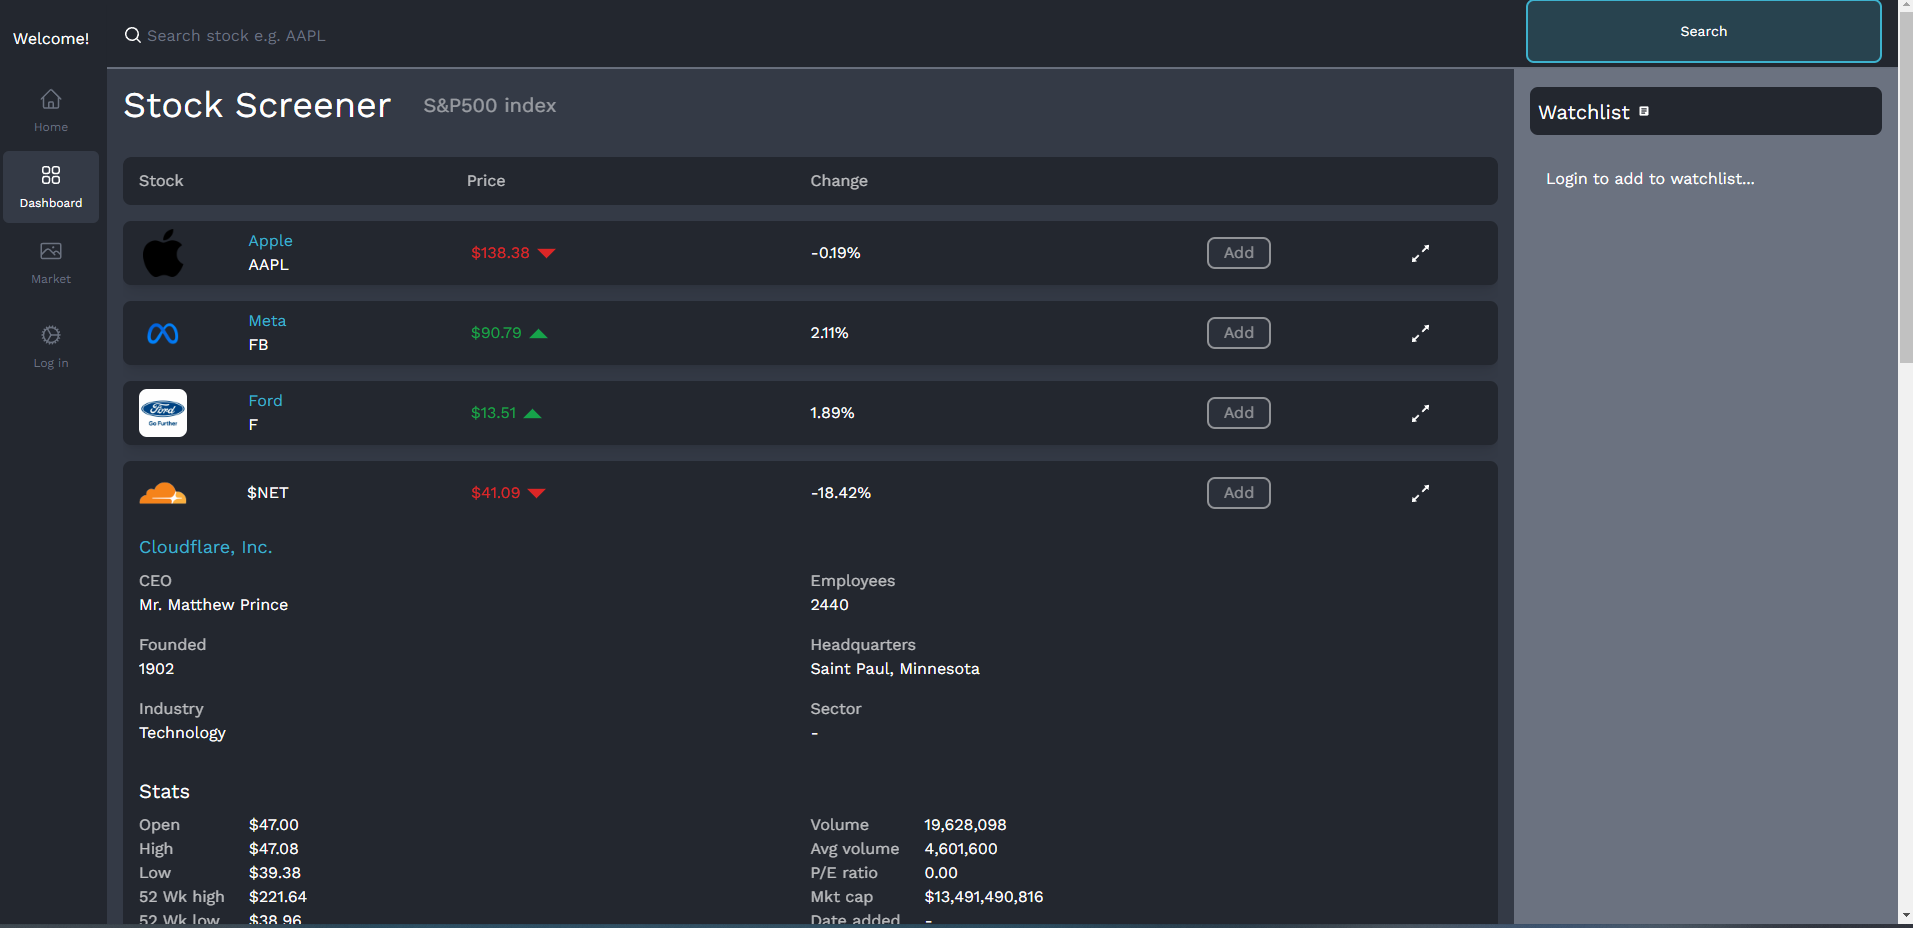 Welcome!
Search stock e.g. AAPL
Search
Home
Dashboard
Market
Log in
Stock Screener S&P500 index
Stock Price Change
Apple
AAPL
$138.38 -0.19% Add
Meta
FB
$90.79 2.11% Add
Ford
Go Further
Ford
F
$13.51 1.89% Add
$NET $41.09 -18.42% Add
Cloudflare, Inc.
CEO
Mr. Matthew Prince
Employees
2440
Founded
1902
Headquarters
Saint Paul, Minnesota
Industry
Technology
Sector
-
Stats
Open $47.00
High $47.08
Low $39.38
52 Wk high $221.64
52 Wk low $38.96
Volume 19,628,098
Avg volume 4,601,600
P/E ratio 0.00
Mkt cap $13,491,490,816
Date added -
Watchlist
Login to add to watchlist...